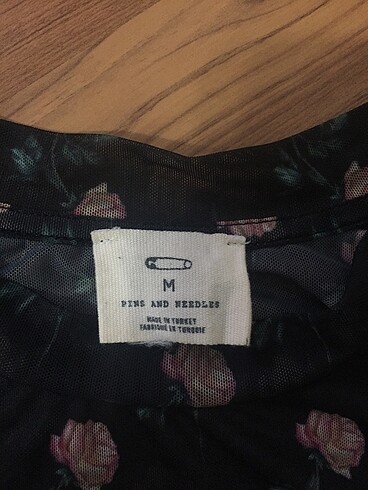 M
PINS AND NEEDLES
MADE IN TURKEY
FABRIQUÉ EN TURQUIE